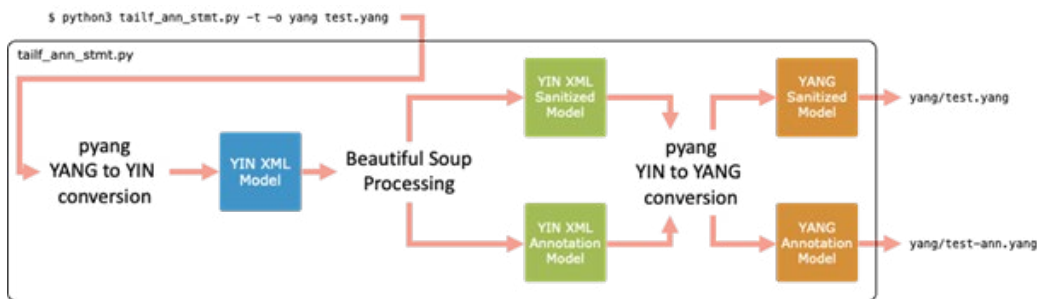 $ python3 tailf_ann_stmt.py -t -o yang test.yang
tailf_ann_stmt.py
pyang
YANG to YIN
conversion
YIN XML
Model
Beautiful Soup
Processing
YIN XML
Sanitized
Model
YIN XML
Annotation
Model
pyang
YIN to YANG
conversion
YANG
Sanitized
Model
YANG
Annotation
Model
yang/test.yang
yang/test-ann.yang